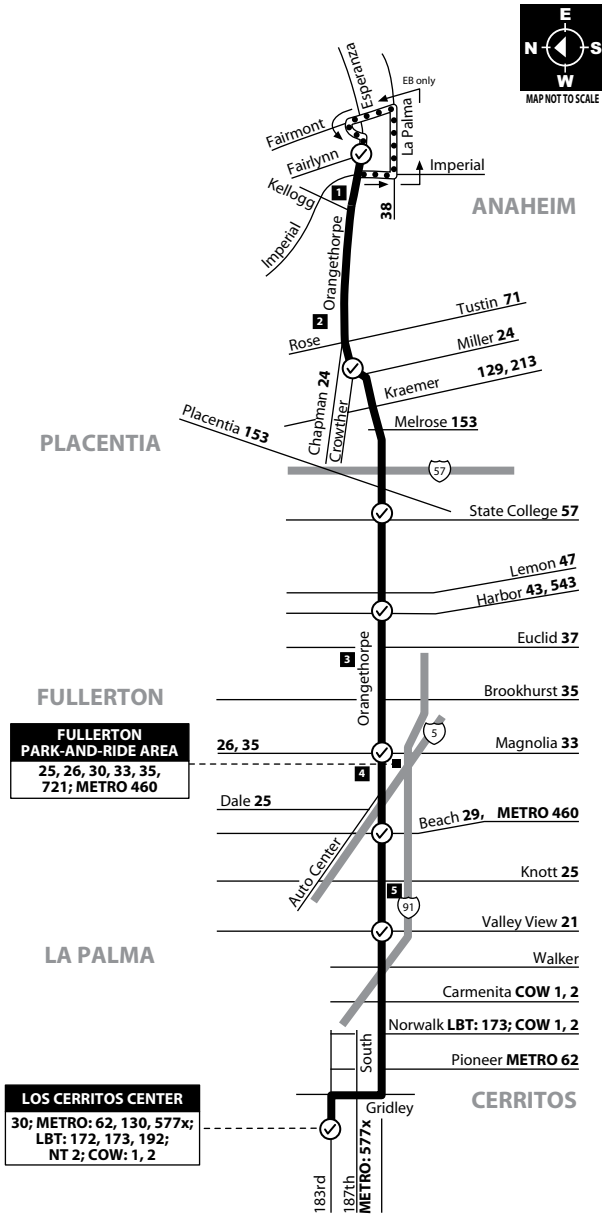 E
N
S
W
MAP NOT TO SCALE
Esperanza
EB only
La Palma
Fairmont
Fairlynn
Imperial
Kellogg
1
38
ANAHEIM
Imperial
Orangethorpe
Tustin 71
2
Rose
Miller 24
129, 213
Kraemer
Chapman 24
Crowther
Placentia 153
Melrose 153
PLACENTIA
57
State College 57
Lemon 47
Harbor 43, 543
Euclid 37
Orangethorpe
3
FULLERTON
Brookhurst 35
5
FULLERTON
PARK-AND-RIDE AREA
25, 26, 30, 33, 35,
721; METRO 460
26, 35
Magnolia 33
4
Dale 25
Beach 29, METRO 460
Auto Center
Knott 25
5
91
Valley View 21
LA PALMA
Walker
Carmenita COW 1, 2
Norwalk LBT: 173; COW 1, 2
South
Pioneer METRO 62
CERRITOS
Gridley
LOS CERRITOS CENTER
30; METRO: 62, 130, 577x;
LBT: 172, 173, 192;
NT 2; COW: 1, 2
183rd
187th
METRO: 577x